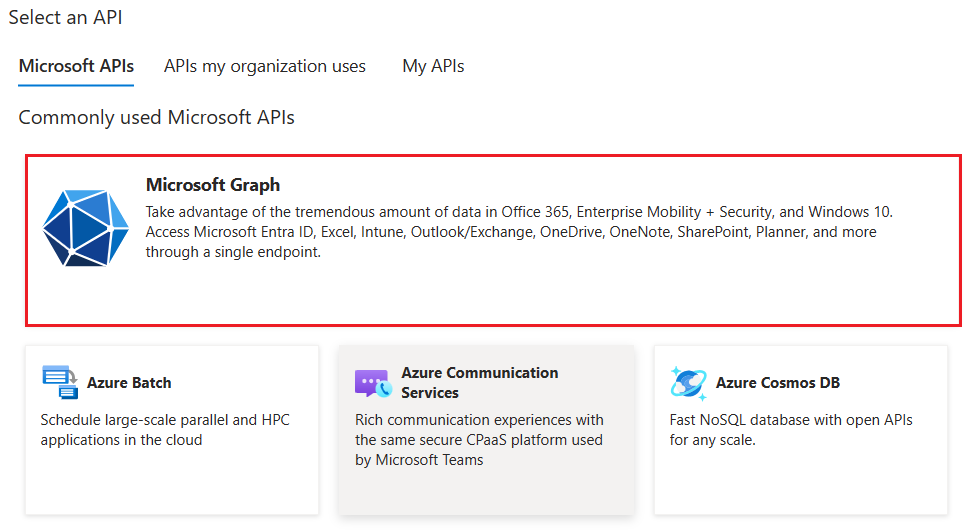 Select an API
Microsoft APIs APIs my organization uses My APIs
Commonly used Microsoft APIs
Microsoft Graph
Take advantage of the tremendous amount of data in Office 365, Enterprise Mobility + Security, and Windows 10.
Access Microsoft Entra ID, Excel, Intune, Outlook/Exchange, OneDrive, OneNote, SharePoint, Planner, and more
through a single endpoint.
Azure Batch
Schedule large-scale parallel and HPC
applications in the cloud
Azure Communication
Services
Rich communication experiences with
the same secure CPaaS platform used
by Microsoft Teams
Azure Cosmos DB
Fast NoSQL database with open APIs
for any scale.